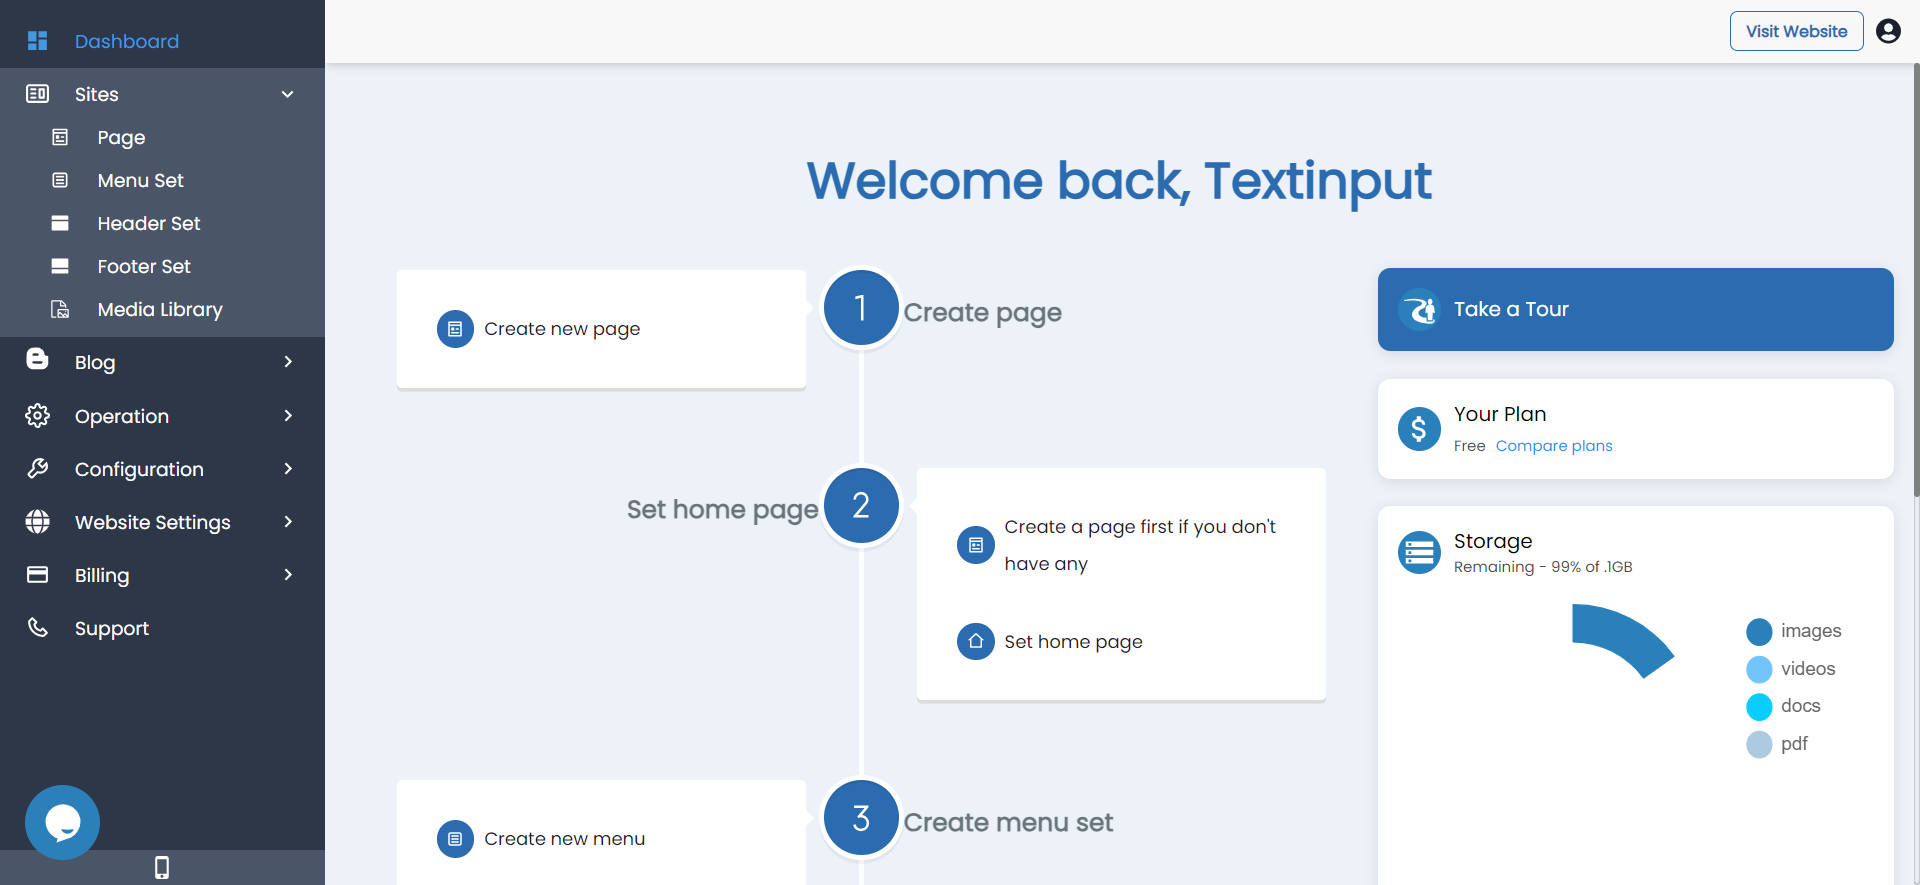 Dashboard
Sites
Page
Menu Set
Header Set
Footer Set
Media Library
Blog
Operation
Configuration
Website Settings
Billing
Support
Visit Website
Welcome back, Textinput
Create new page
1
Create page
Set home page
2
Create a page first if you don't
have any
Set home page
Create new menu
3
Create menu set
Take a Tour
Your Plan
Free Compare plans
Storage
Remaining - 99% of .1GB
images
videos
docs
pdf